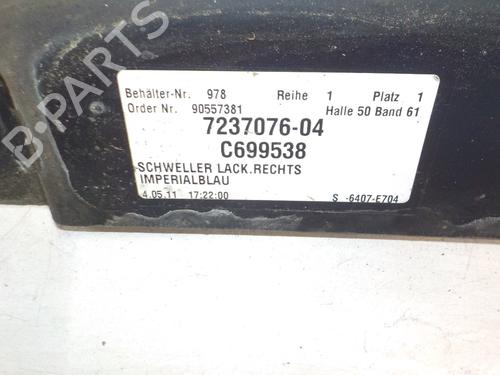 Behälter-Nr. 978 Reihe 1 Platz 1
Order Nr. 90557381 Halle 50 Band 61
7237076-04
C699538
SCHWELLER LACK.RECHTS
IMPERIALBLAU
4.05.11 17:22:00 S -6407-E704
B-PARTS